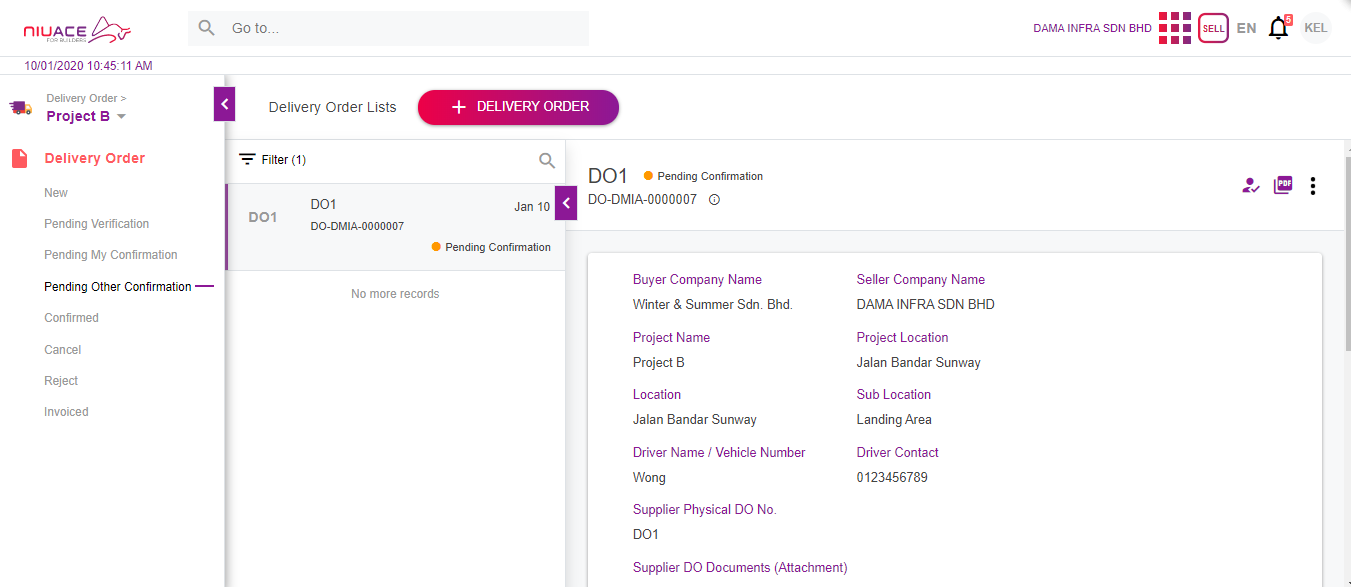 NIUACE
FOR BUILDERS
Go to...
DAMA INFRA SDN BHD
SELL
EN
5
KEL
10/01/2020 10:45:11 AM
Delivery Order >
Project B
Delivery Order
New
Pending Verification
Pending My Confirmation
Pending Other Confirmation
Confirmed
Cancel
Reject
Invoiced
Delivery Order Lists
+ DELIVERY ORDER
Filter (1)
DO1
DO1
Jan 10
DO-DMIA-0000007
Pending Confirmation
No more records
DO1
Pending Confirmation
DO-DMIA-0000007
PDF
Buyer Company Name
Seller Company Name
Winter & Summer Sdn. Bhd.
DAMA INFRA SDN BHD
Project Name
Project Location
Project B
Jalan Bandar Sunway
Location
Sub Location
Jalan Bandar Sunway
Landing Area
Driver Name / Vehicle Number
Driver Contact
Wong
0123456789
Supplier Physical DO No.
DO1
Supplier DO Documents (Attachment)